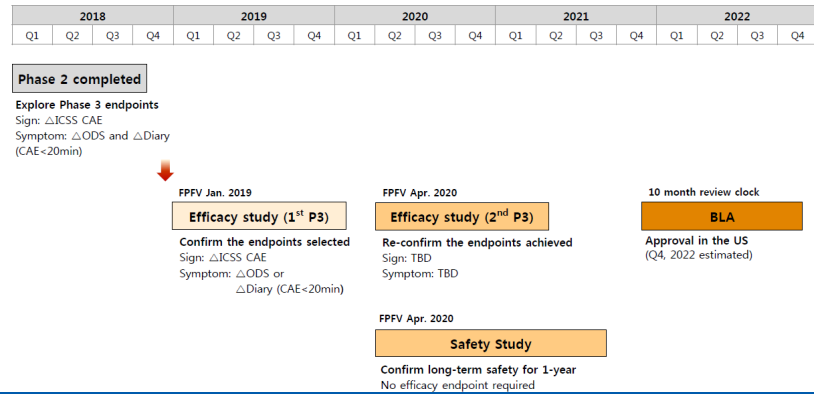 2018 2019 2020 2021 2022
Q1 Q2 Q3 Q4 Q1 Q2 Q3 Q4 Q1 Q2 Q3 Q4 Q1 Q2 Q3 Q4 Q1 Q2 Q3 Q4
Phase 2 completed
Explore Phase 3 endpoints
Sign: △ICSS CAE
Symptom: △ODS and △Diary
(CAE<20min)
FPFV Jan. 2019
Efficacy study (1st P3)
Confirm the endpoints selected
Sign: △ICSS CAE
Symptom: △ODS or
△Diary (CAE<20min)
FPFV Apr. 2020
Efficacy study (2nd P3)
Re-confirm the endpoints achieved
Sign: TBD
Symptom: TBD
10 month review clock
BLA
Approval in the US
(Q4, 2022 estimated)
FPFV Apr. 2020
Safety Study
Confirm long-term safety for 1-year
No efficacy endpoint required